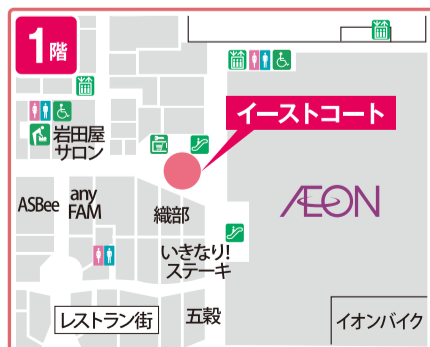 1階
イーストコート
岩田屋
サロン
ASBee
any
FAM
織部
ÆON
いきなり!
ステーキ
レストラン街
五穀
イオンバイク